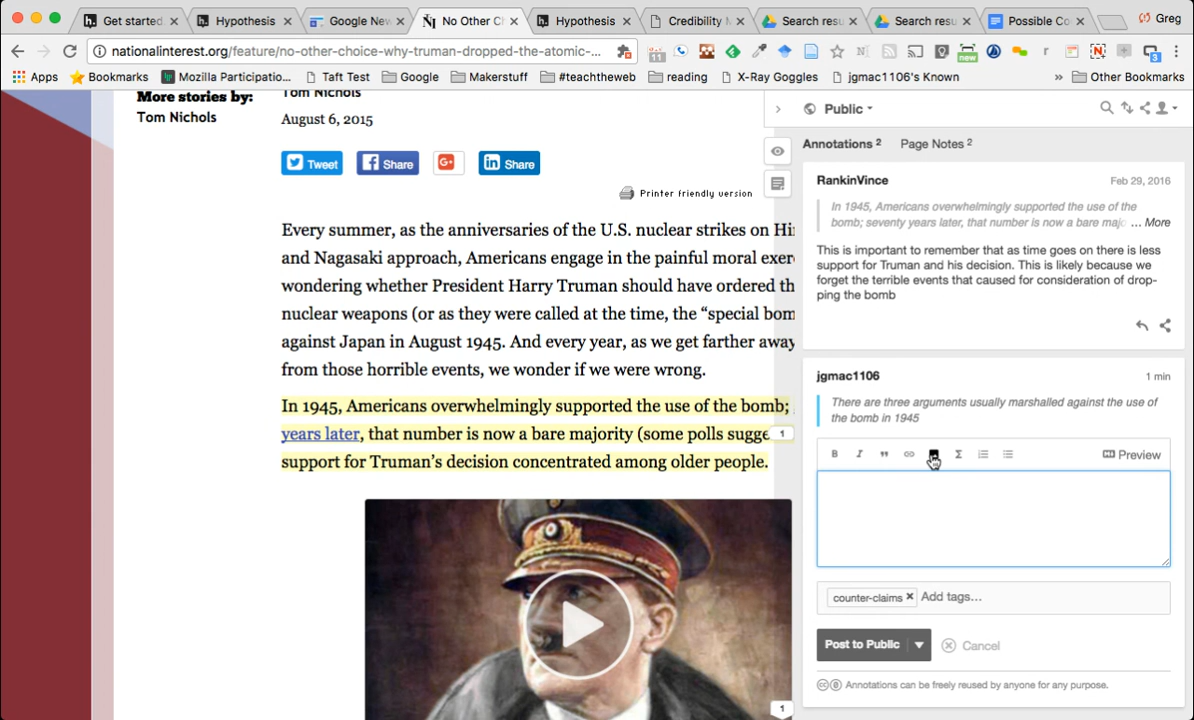 Get started.
Hypothesis
Google Nev
No Other Ch
Hypothesis
Credibility M
Search resu
Search resu
Possible Co
Greg
nationalinterest.org/feature/no-other-choice-why-truman-dropped-the-atomic-...
11
new
3
Apps
Bookmarks
Mozilla Participatio...
Taft Test
Google
Makerstuff
#teachtheweb
reading
X-Ray Goggles
jgmac1106's Known
»
Other Bookmarks
More stories by:
Tom Nichols
Tom Nichols
August 6, 2015
Tweet
Share
G+
in Share
Printer friendly version
Every summer, as the anniversaries of the U.S. nuclear strikes on Hi
and Nagasaki approach, Americans engage in the painful moral exer
wondering whether President Harry Truman should have ordered th
nuclear weapons (or as they were called at the time, the “special bom
against Japan in August 1945. And every year, as we get farther away
from those horrible events, we wonder if we were wrong.
In 1945, Americans overwhelmingly supported the use of the bomb;
years later, that number is now a bare majority (some polls sugge
support for Truman’s decision concentrated among older people.
1
1
Public
Annotations 2
Page Notes 2
RankinVince
Feb 29, 2016
In 1945, Americans overwhelmingly supported the use of the
bomb; seventy years later, that number is now a bare majo
... More
This is important to remember that as time goes on there is less
support for Truman and his decision. This is likely because we
forget the terrible events that caused for consideration of drop-
ping the bomb
jgmac1106
1 min
There are three arguments usually marshalled against the use of
the bomb in 1945
B I ” Σ
Preview
counter-claims ×
Add tags...
Post to Public
Cancel
Annotations can be freely reused by anyone for any purpose.